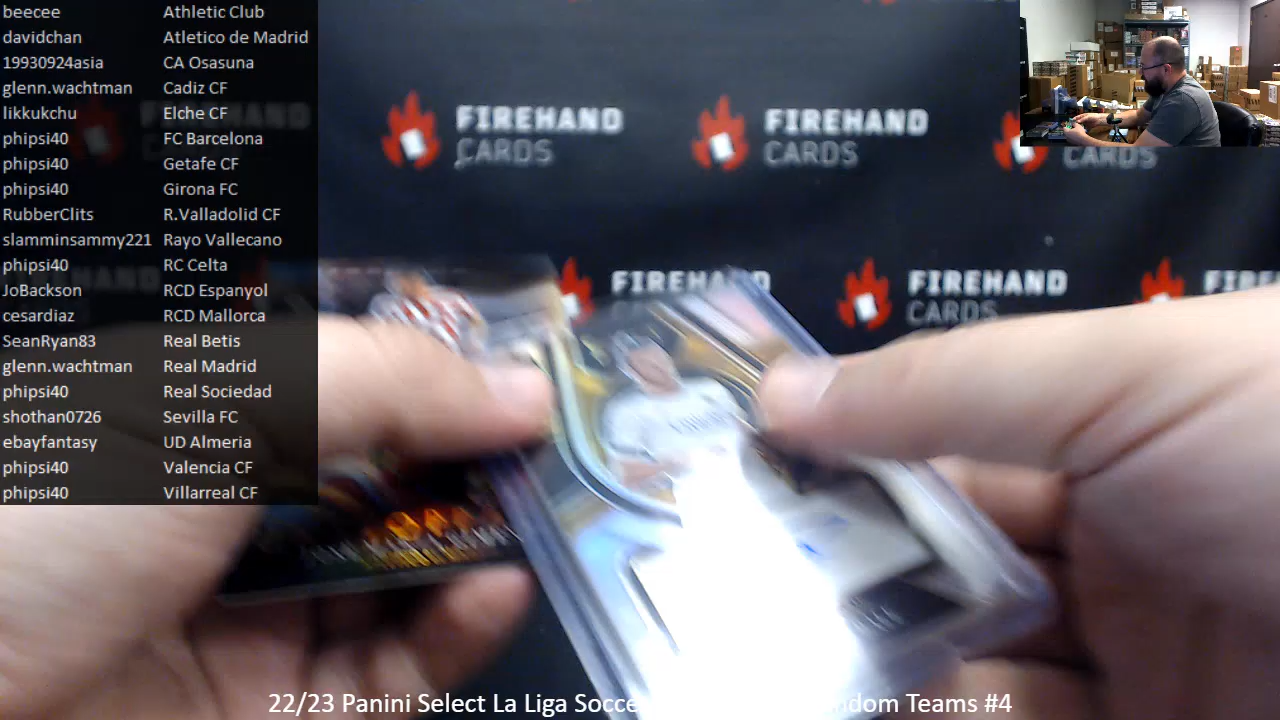 beecee Athletic Club
davidchan Atletico de Madrid
19930924asia CA Osasuna
glenn.wachtman Cadiz CF
likkukchu Elche CF
phipsi40 FC Barcelona
phipsi40 Getafe CF
phipsi40 Girona FC
RubberClits R.Valladolid CF
slamminsammy221 Rayo Vallecano
phipsi40 RC Celta
JoBackson RCD Espanyol
cesardiaz RCD Mallorca
SeanRyan83 Real Betis
glenn.wachtman Real Madrid
phipsi40 Real Sociedad
shothan0726 Sevilla FC
ebayfantasy UD Almeria
phipsi40 Valencia CF
phipsi40 Villarreal CF
FIREHAND
CARDS
FIREHAND
CARDS
CARDS
FIREHAND
FIREHAND
CARDS
22/23 Panini Select La Liga Teams #4